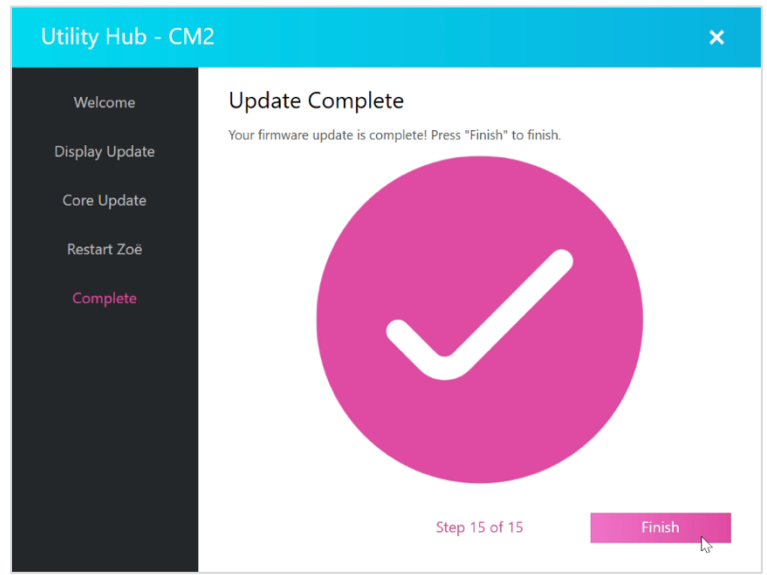 Utility Hub - CM2
Welcome
Display Update
Core Update
Restart Zoë
Complete
Update Complete
Your firmware update is complete! Press "Finish" to finish.
Step 15 of 15
Finish